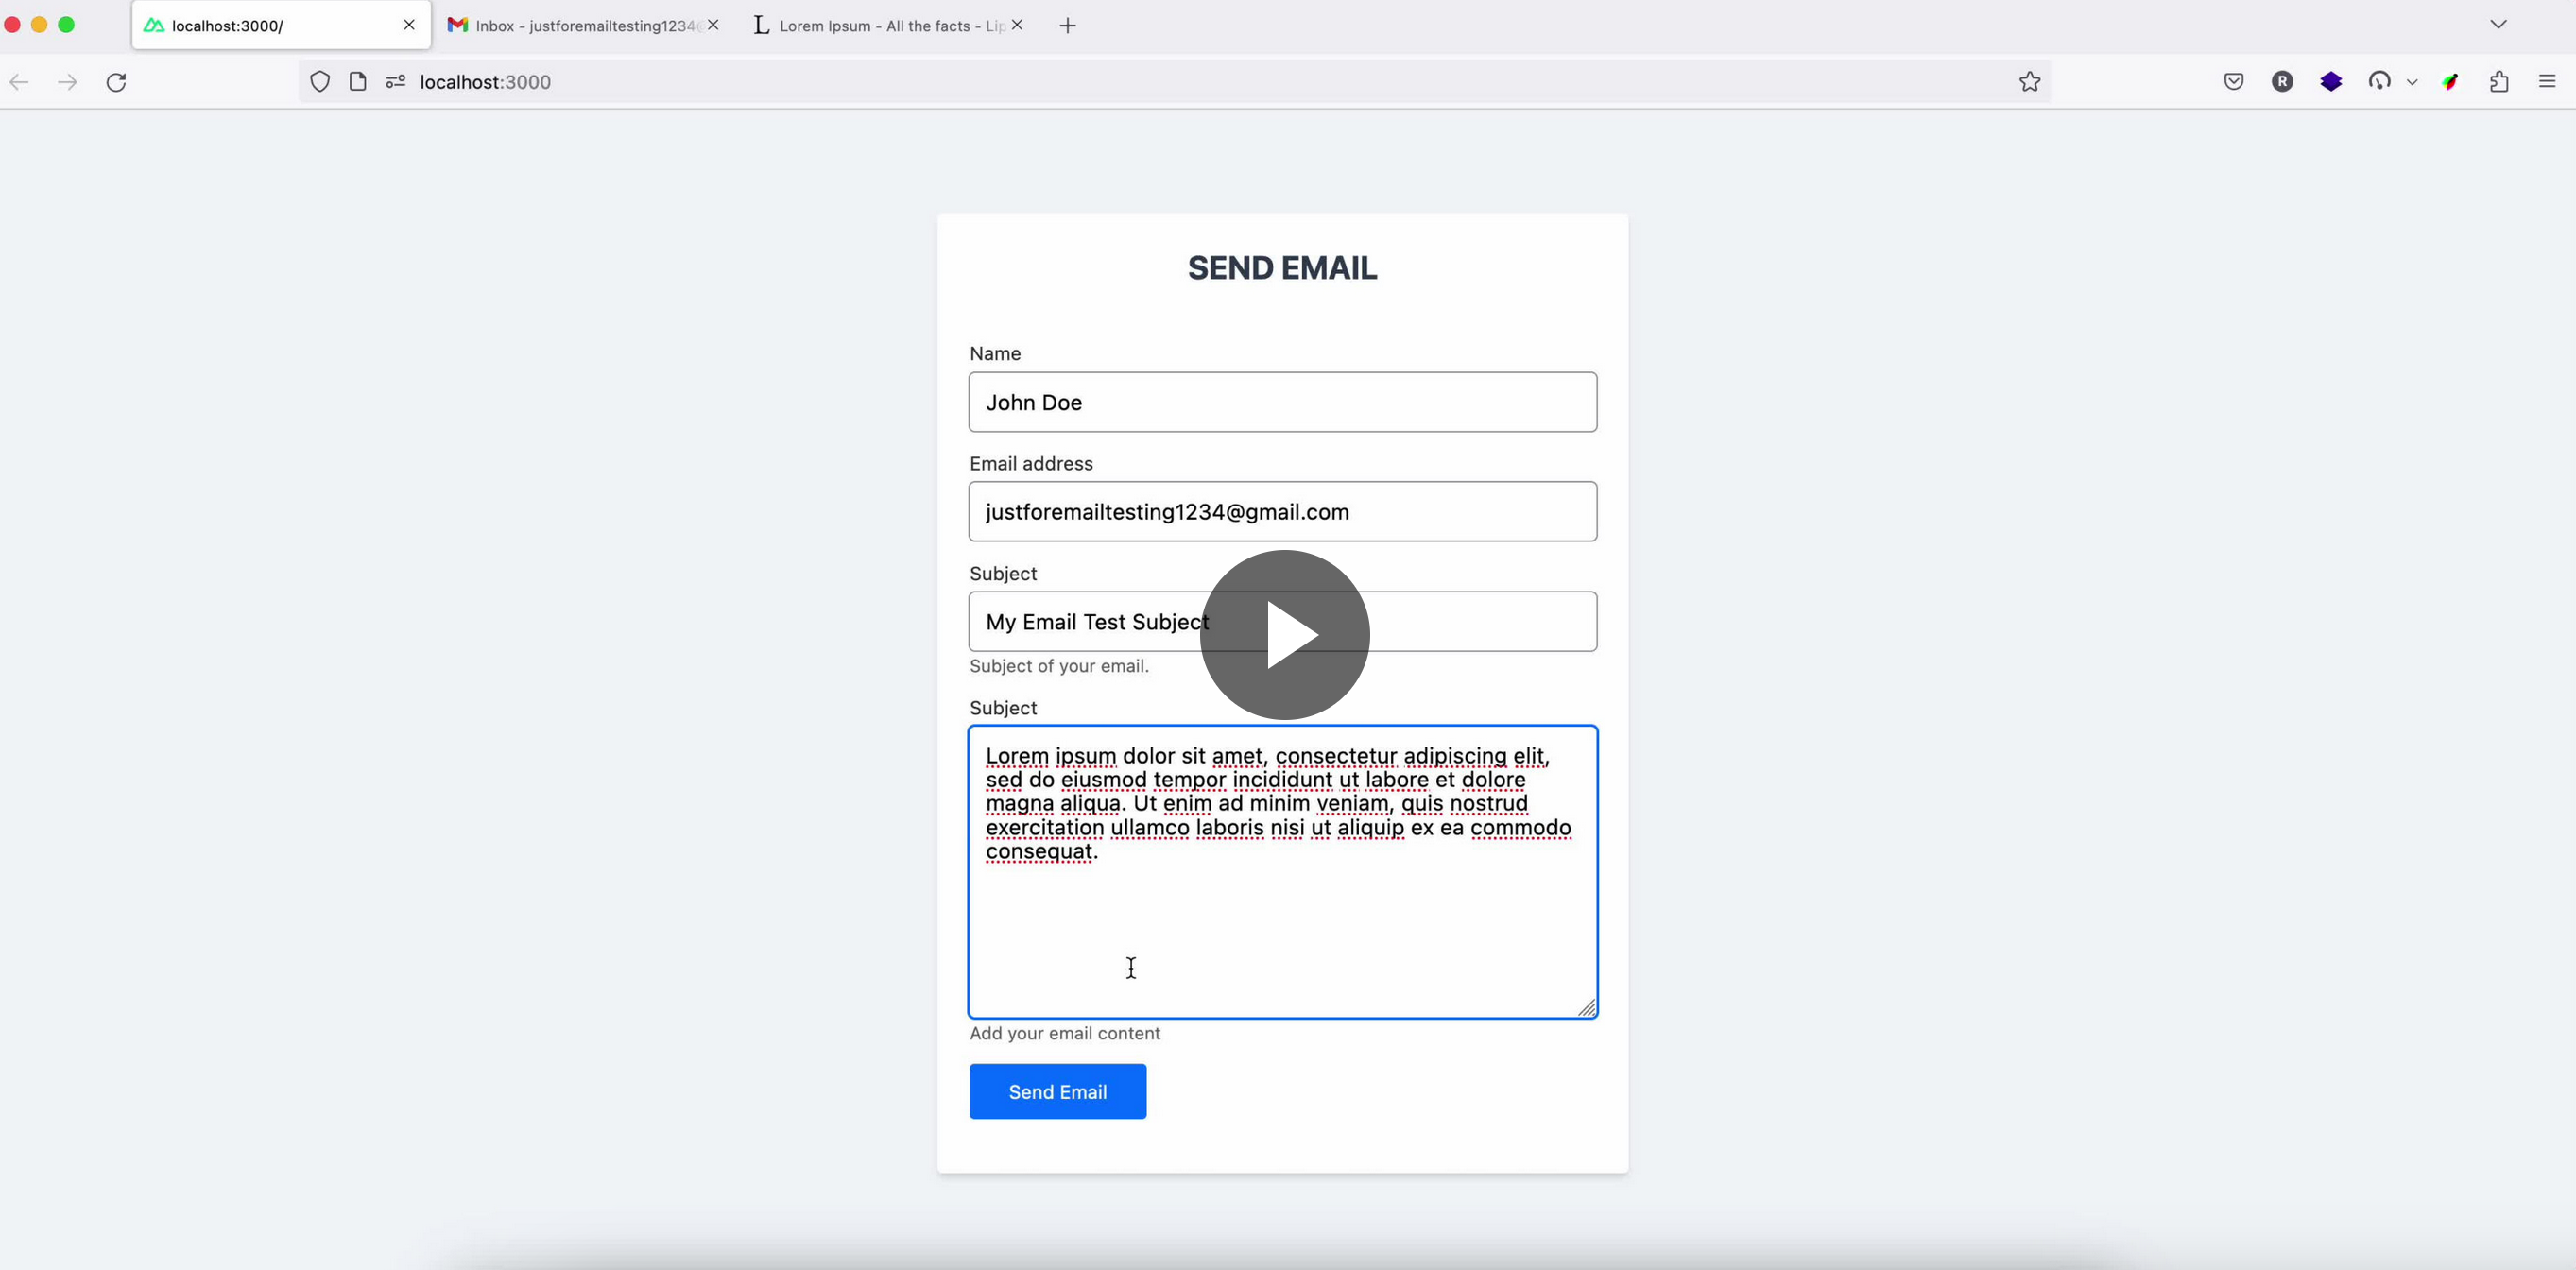 localhost:3000/
Inbox - justforemailtesting1234@
Lorem Ipsum - All the facts - Lip
localhost:3000
R
SEND EMAIL
Name
John Doe
Email address
justforemailtesting1234@gmail.com
Subject
My Email Test Subject
Subject of your email.
Subject
Lorem ipsum dolor sit amet, consectetur adipiscing elit,
sed do eiusmod tempor incididunt ut labore et dolore
magna aliqua. Ut enim ad minim veniam, quis nostrud
exercitation ullamco laboris nisi ut aliquip ex ea commodo
consequat.
Add your email content
Send Email